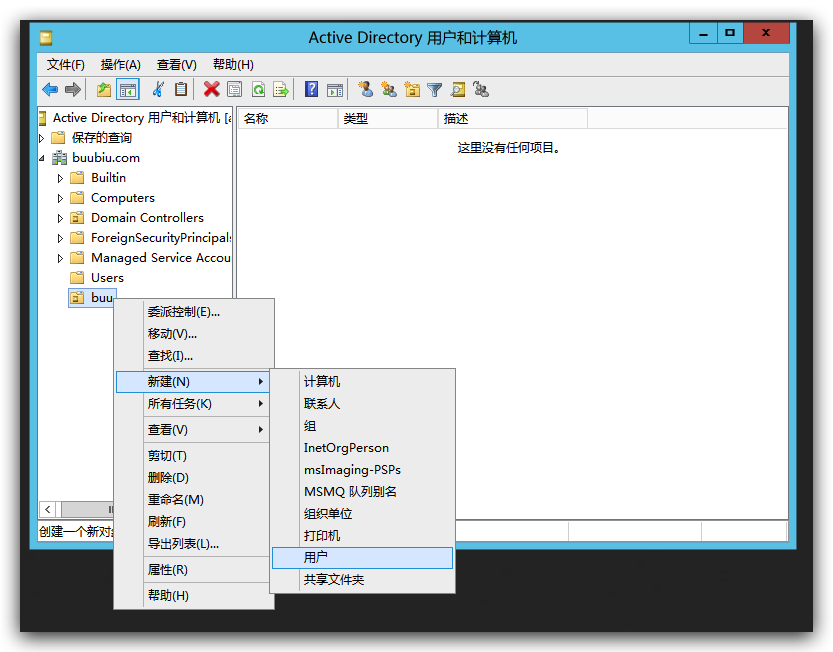 Active Directory 用户和计算机
文件(F) 操作(A) 查看(V) 帮助(H)
Active Directory 用户和计算机 [a
保存的查询
buubiu.com
Builtin
Computers
Domain Controllers
ForeignSecurityPrincipals
Managed Service Accou
Users
buu
名称 类型 描述
这里没有任何项目。
委派控制(E)...
移动(V)...
查找(I)...
新建(N)
所有任务(K)
查看(V)
剪切(T)
删除(D)
重命名(M)
刷新(F)
导出列表(L)...
属性(R)
帮助(H)
计算机
联系人
组
InetOrgPerson
msImaging-PSPs
MSMQ 队列别名
组织单位
打印机
用户
共享文件夹
创建一个新对